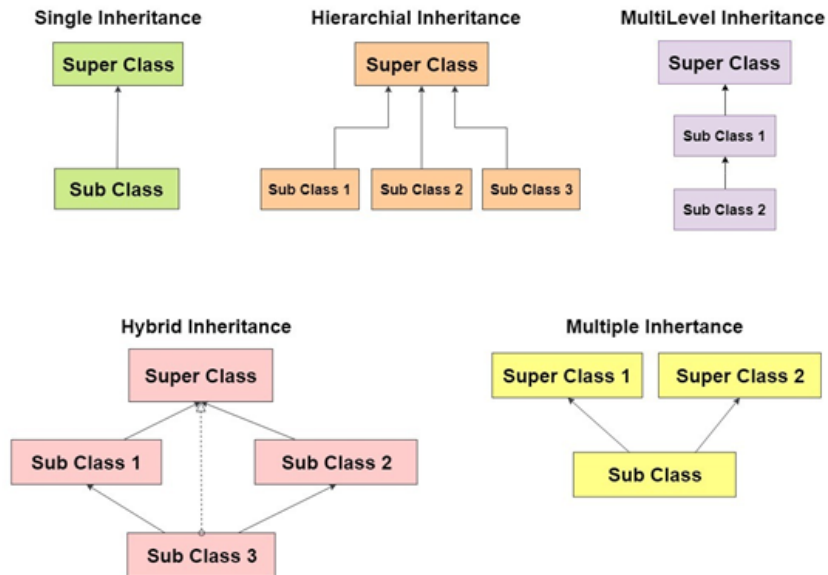 Single Inheritance
Super Class
Sub Class
Hierarchial Inheritance
Super Class
Sub Class 1
Sub Class 2
Sub Class 3
MultiLevel Inheritance
Super Class
Sub Class 1
Sub Class 2
Hybrid Inheritance
Super Class
Sub Class 1
Sub Class 2
Sub Class 3
Multiple Inhertance
Super Class 1
Super Class 2
Sub Class